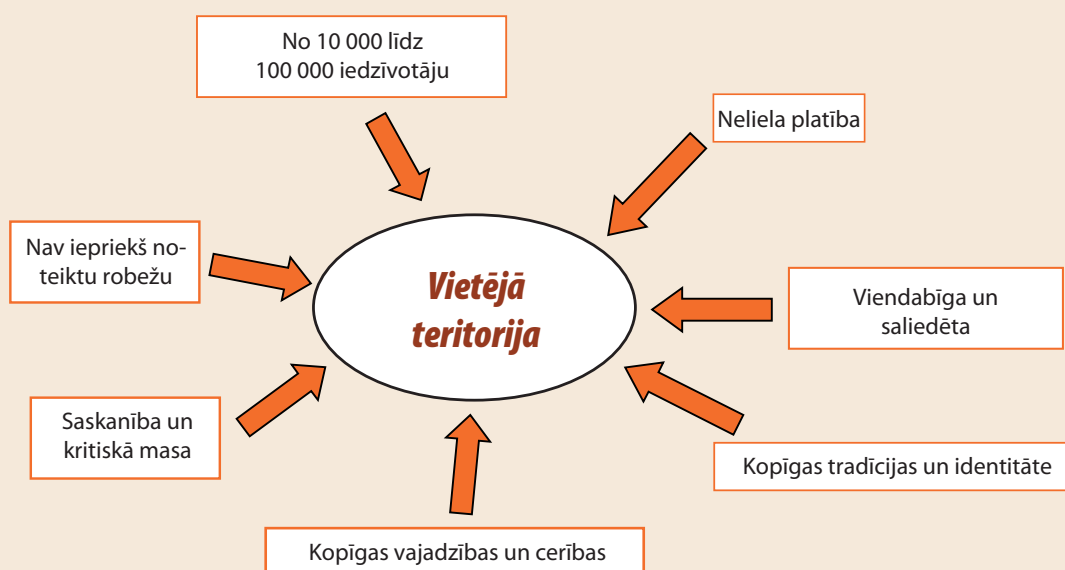 No 10 000 līdz
100 000 iedzīvotāju
Neliela platība
Nav iepriekš no-
teiktu robežu
Vietējā
teritorija
Viendabīga un
saliedēta
Saskanība un
kritiskā masa
Kopīgas tradīcijas un identitāte
Kopīgas vajadzības un cerības